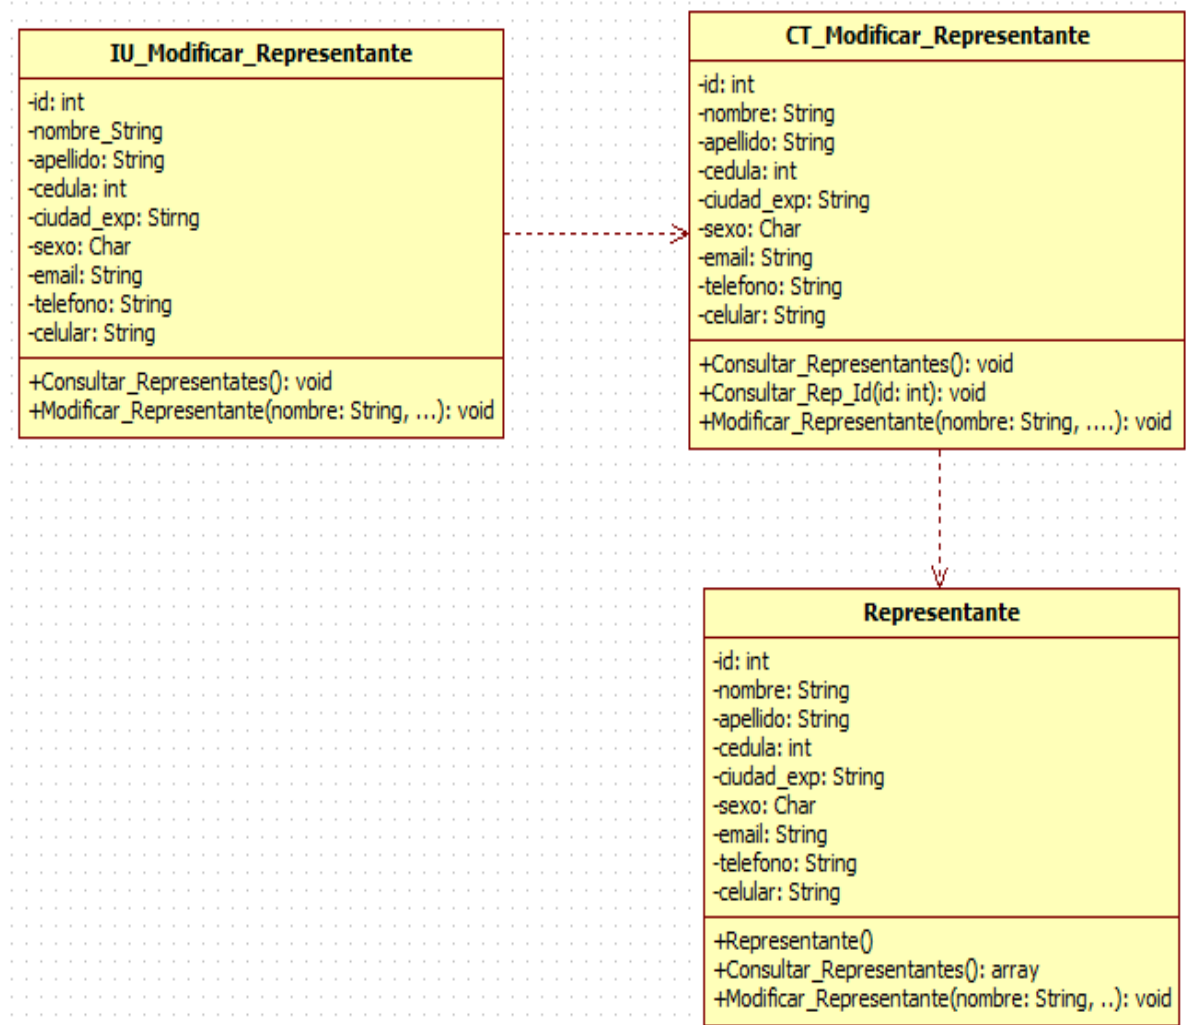 IU_Modificar_Representante
-id: int
-nombre_String
-apellido: String
-cedula: int
-ciudad_exp: Stirng
-sexo: Char
-email: String
-telefono: String
-celular: String
+Consultar_Representates(): void
+Modificar_Representante(nombre: String, ...): void
CT_Modificar_Representante
-id: int
-nombre: String
-apellido: String
-cedula: int
-ciudad_exp: String
-sexo: Char
-email: String
-telefono: String
-celular: String
+Consultar_Representantes(): void
+Consultar_Rep_Id(id: int): void
+Modificar_Representante(nombre: String, ....): void
Representante
-id: int
-nombre: String
-apellido: String
-cedula: int
-ciudad_exp: String
-sexo: Char
-email: String
-telefono: String
-celular: String
+Representante()
+Consultar_Representantes(): array
+Modificar_Representante(nombre: String, ..): void